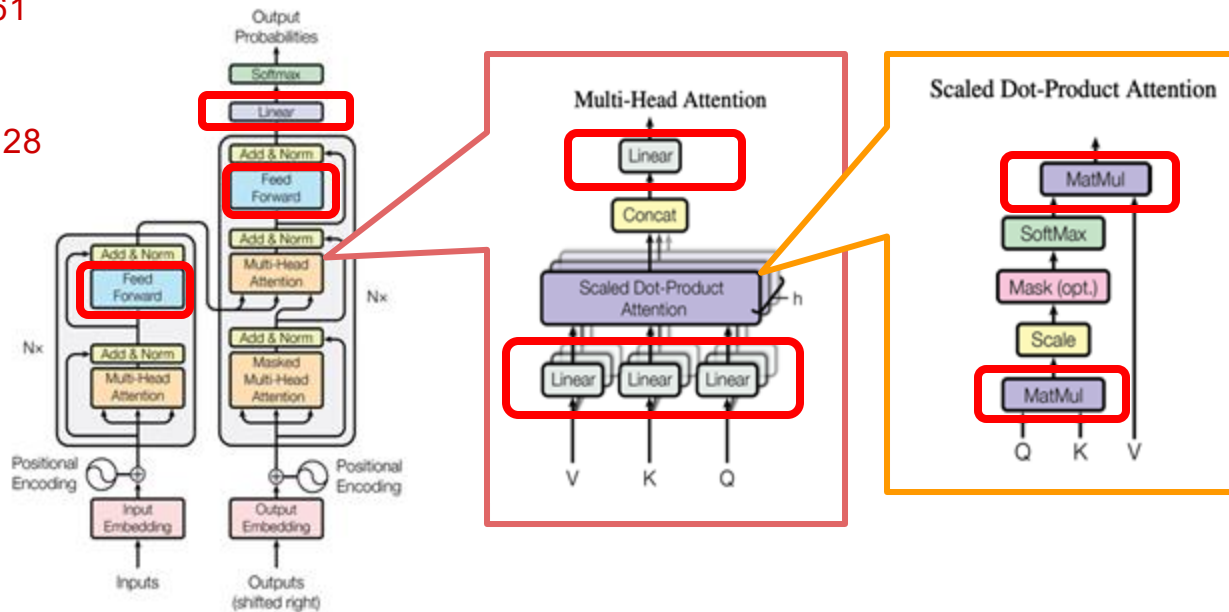 61
28
Output
Probabilities
Softmax
Linear
Add & Norm
Feed
Forward
Add & Norm
Multi-Head
Attention
Nx
Add & Norm
Masked
Multi-Head
Attention
Add & Norm
Feed
Forward
Nx
Add & Norm
Multi-Head
Attention
Positional
Encoding
Positional
Encoding
Input
Embedding
Output
Embedding
Inputs
Outputs
(shifted right)
Multi-Head Attention
Linear
Concat
Scaled Dot-Product
Attention
h
Linear
Linear
Linear
V
K
Q
Scaled Dot-Product Attention
MatMul
SoftMax
Mask (opt.)
Scale
MatMul
Q
K
V